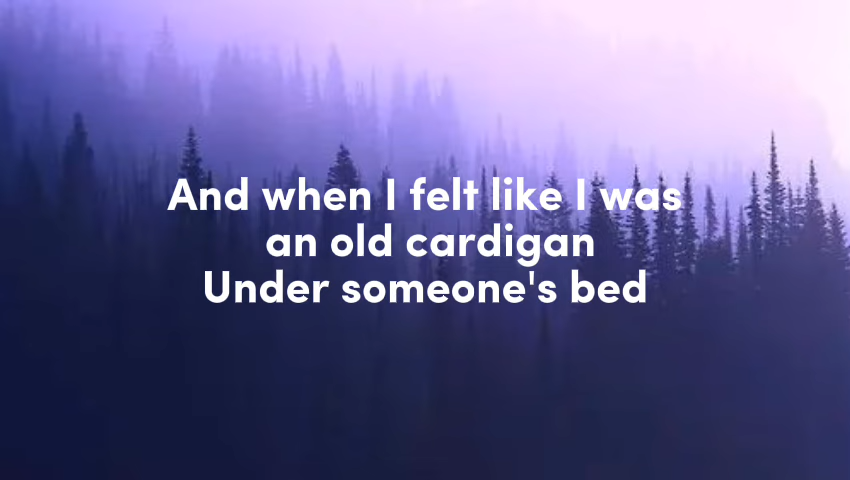 And when I felt like I was
an old cardigan
Under someone's bed